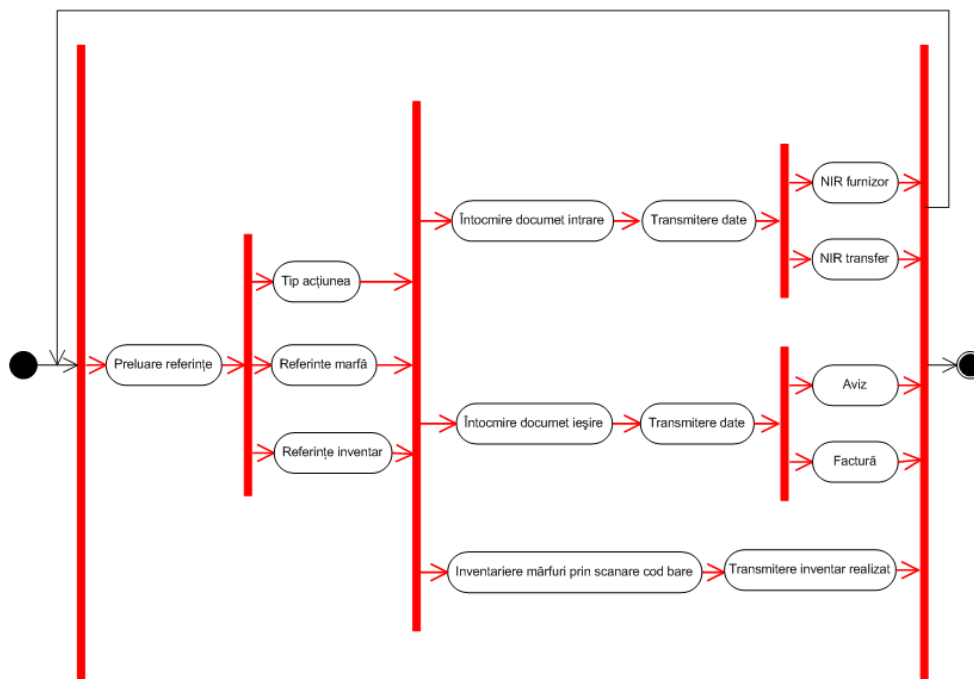 Preluare referințe
Tip acțiunea
Referinte marfă
Referințe inventar
Întocmire documet intrare
Transmitere date
NIR furnizor
NIR transfer
Întocmire documet ieșire
Transmitere date
Aviz
Factură
Inventariere mărfuri prin scanare cod bare
Transmitere inventar realizat